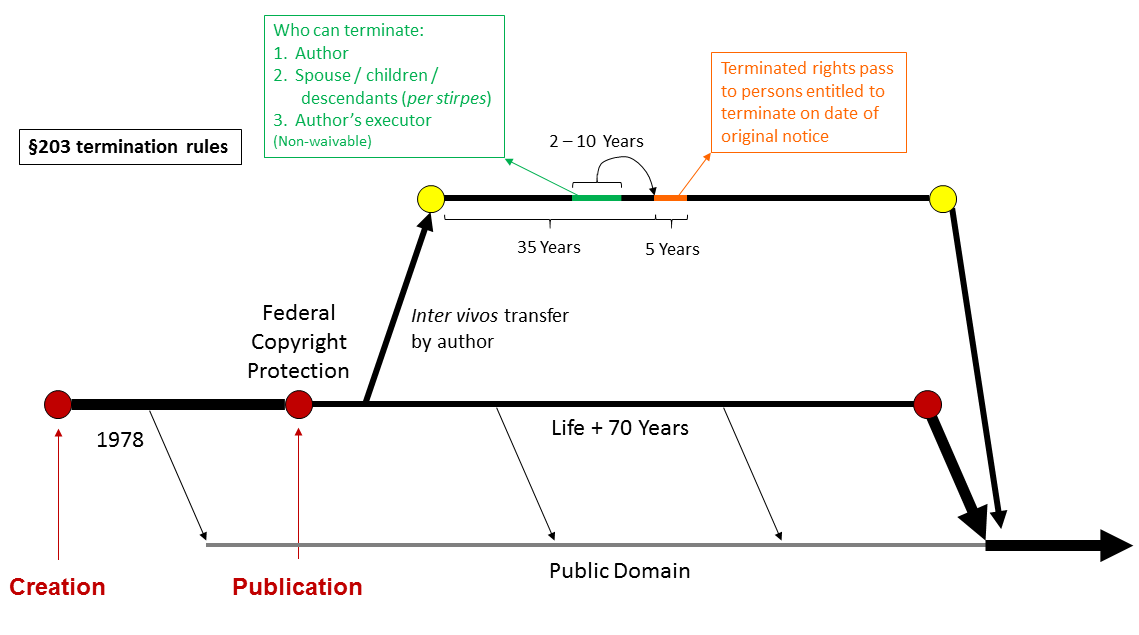 Who can terminate:
1. Author
2. Spouse / children /
descendants (per stirpes)
3. Author's executor
(Non-waivable)
Terminated rights pass
to persons entitled to
terminate on date of
original notice
§203 termination rules
2 – 10 Years
35 Years
5 Years
Federal
Copyright
Protection
Inter vivos transfer
by author
1978
Life + 70 Years
Public Domain
Creation
Publication